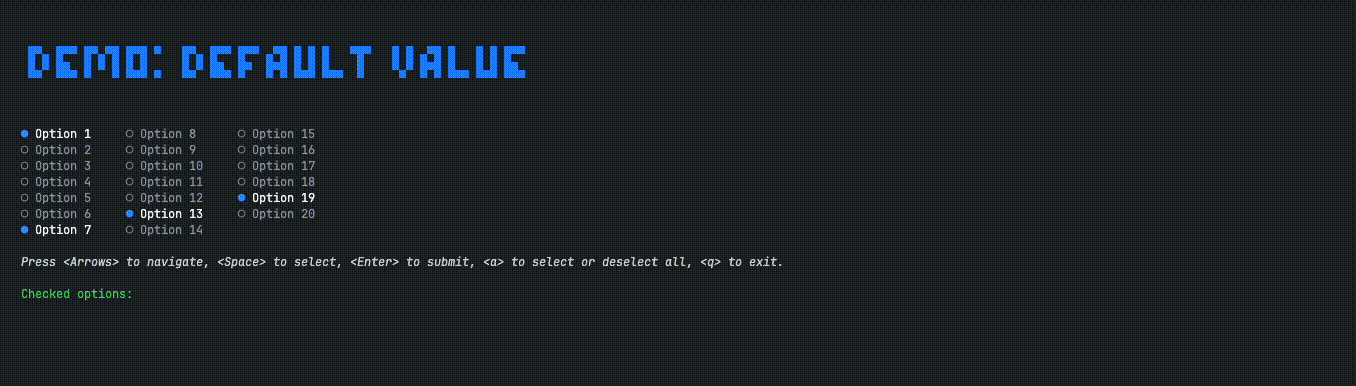 DEMO: DEFAULT VALUE
Option 1 Option 8 Option 15
Option 2 Option 9 Option 16
Option 3 Option 10 Option 17
Option 4 Option 11 Option 18
Option 5 Option 12 Option 19
Option 6 Option 13 Option 20
Option 7 Option 14
Press <Arrows> to navigate, <Space> to select, <Enter> to submit, <a> to select or deselect all, <q> to exit.
Checked options: